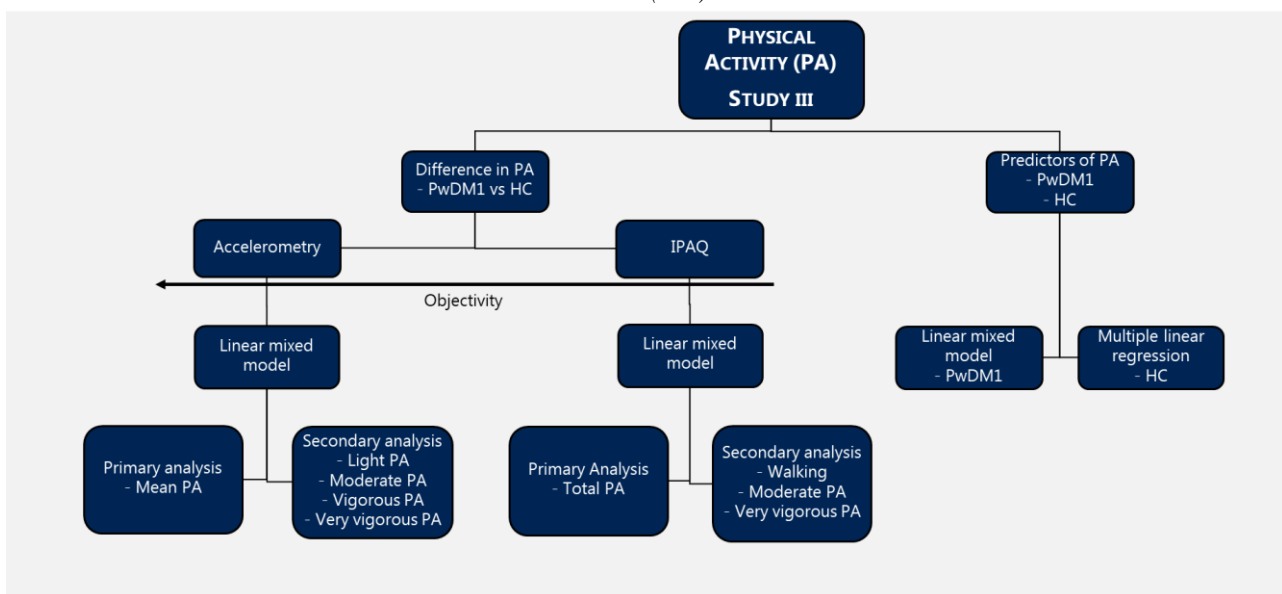 PHYSICAL
ACTIVITY (PA)
STUDY III
Difference in PA
- PwDM1 vs HC
Predictors of PA
- PwDM1
- HC
Accelerometry
IPAQ
Objectivity
Linear mixed
model
Linear mixed
model
Linear mixed
model
- PwDM1
Multiple linear
regression
- HC
Primary analysis
- Mean PA
Secondary analysis
- Light PA
- Moderate PA
- Vigorous PA
- Very vigorous PA
Primary Analysis
- Total PA
Secondary analysis
- Walking
- Moderate PA
- Very vigorous PA